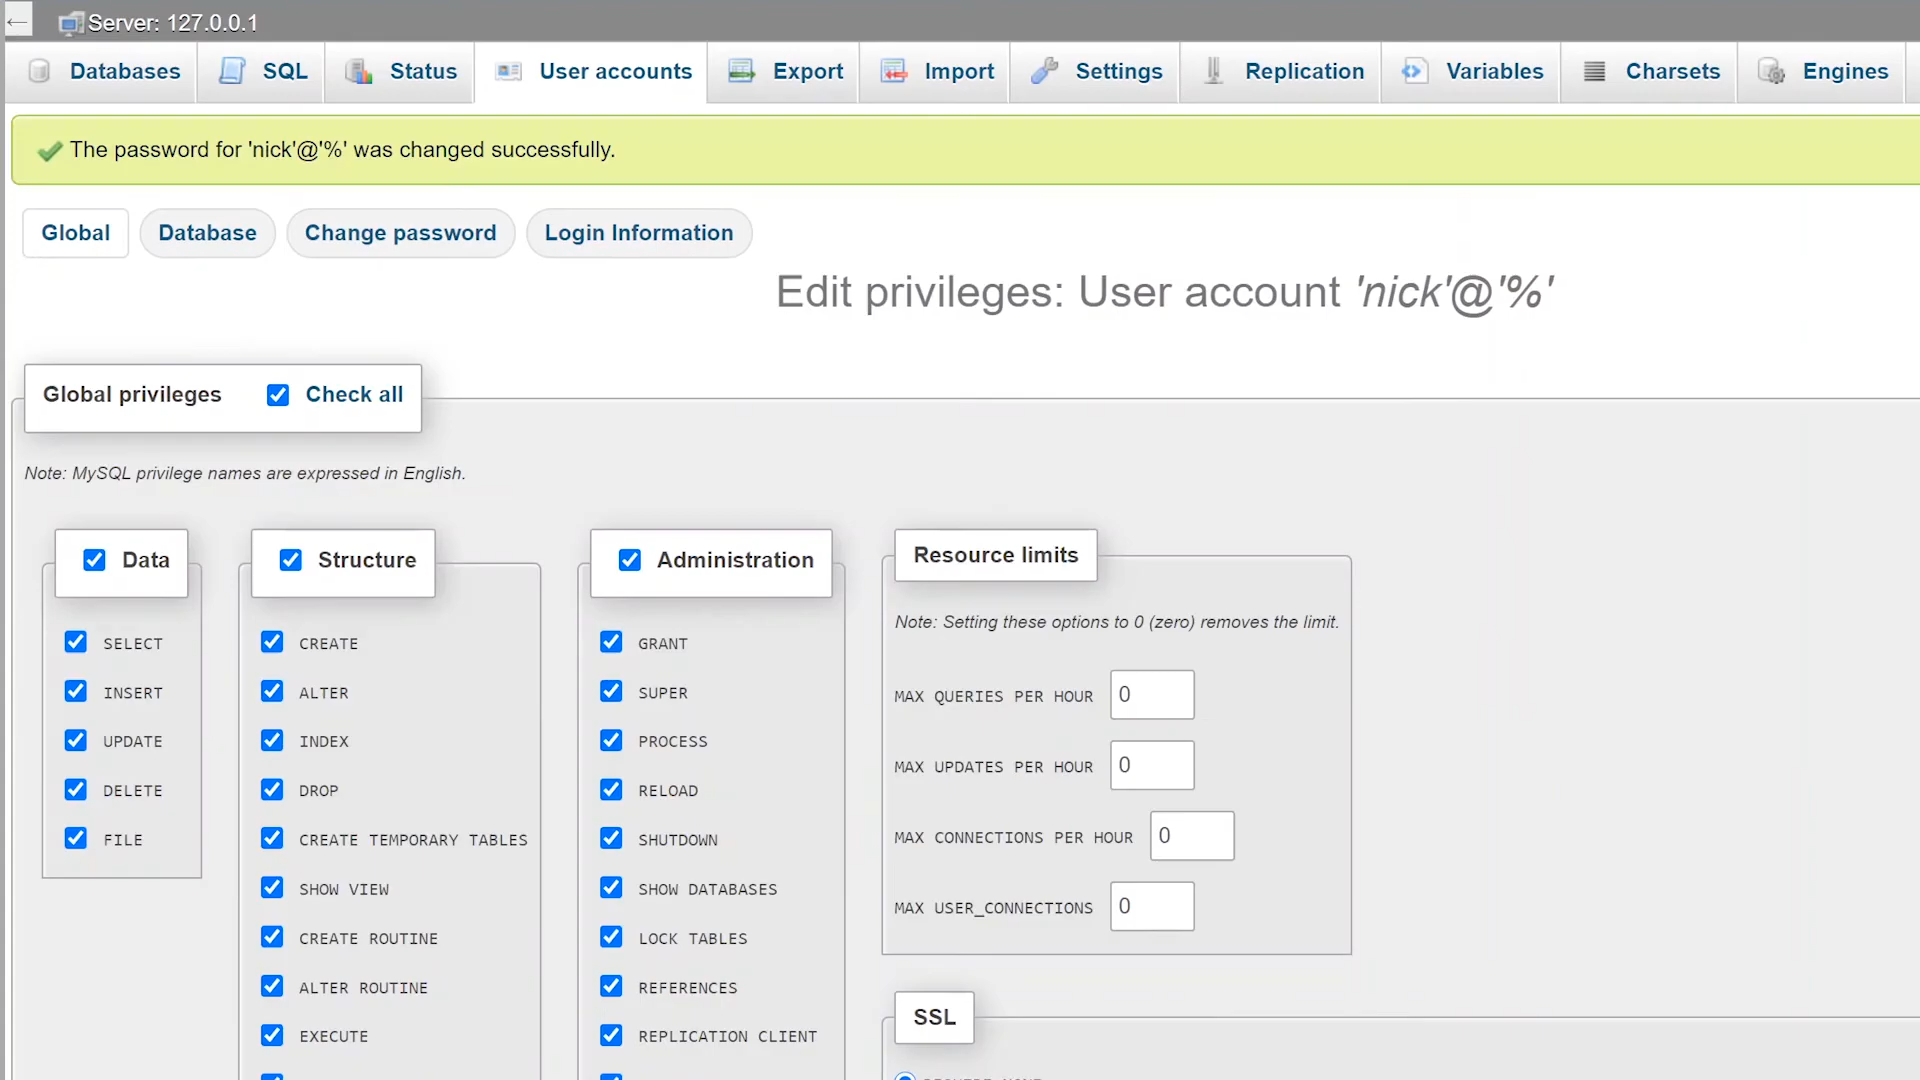 Server: 127.0.0.1
Databases SQL Status User accounts Export Import Settings Replication Variables Charsets Engines
The password for 'nick'@'%' was changed successfully.
Global Database Change password Login Information
Edit privileges: User account 'nick'@'%'
Global privileges Check all
Note: MySQL privilege names are expressed in English.
Data
SELECT
INSERT
UPDATE
DELETE
FILE
Structure
CREATE
ALTER
INDEX
DROP
CREATE TEMPORARY TABLES
SHOW VIEW
CREATE ROUTINE
ALTER ROUTINE
EXECUTE
Administration
GRANT
SUPER
PROCESS
RELOAD
SHUTDOWN
SHOW DATABASES
LOCK TABLES
REFERENCES
REPLICATION CLIENT
Resource limits
Note: Setting these options to 0 (zero) removes the limit.
MAX QUERIES PER HOUR 0
MAX UPDATES PER HOUR 0
MAX CONNECTIONS PER HOUR 0
MAX USER_CONNECTIONS 0
SSL